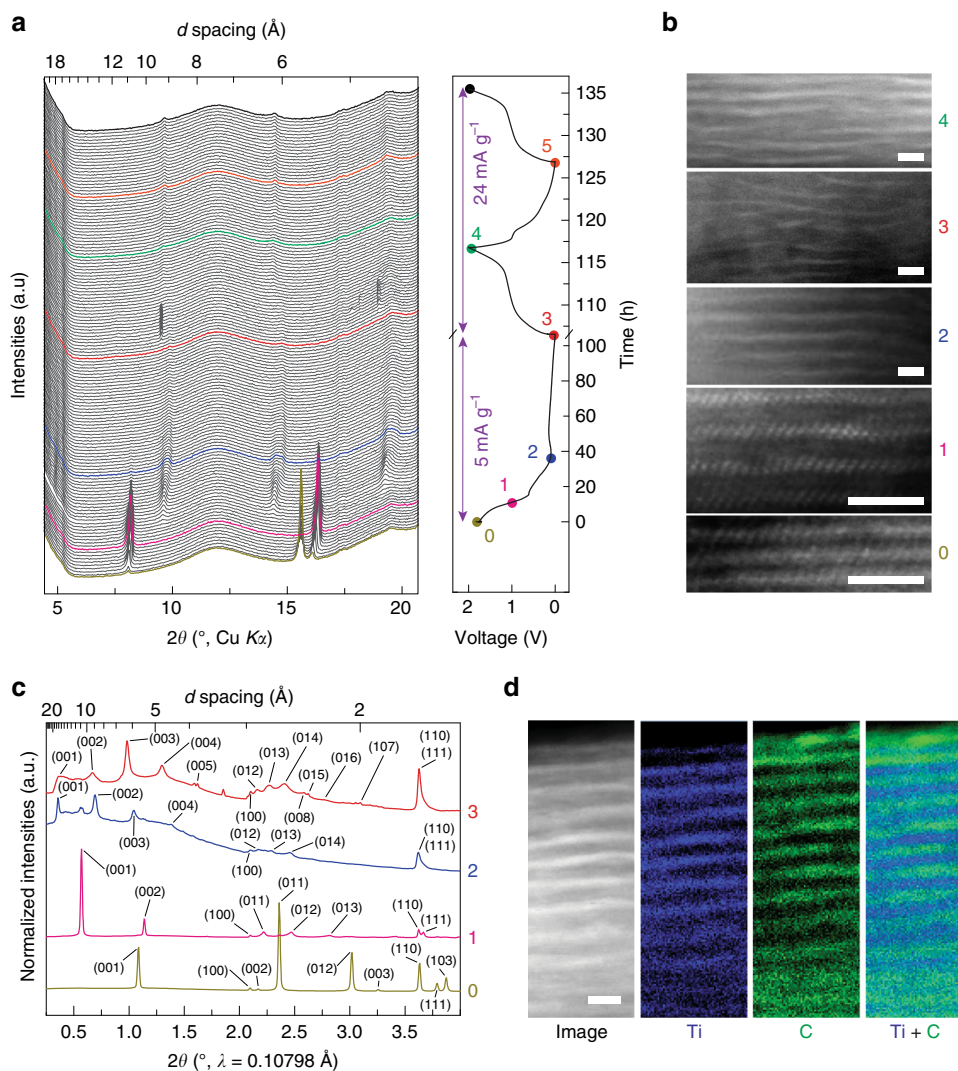 a
d spacing (Å)
18 12 10 8 6
Intensities (a.u)
5 10 15 20
2θ (°, Cu Kα)
135
130
125
120
115
110
100
80
60
40
20
0
Time (h)
24 mA g⁻¹
5 mA g⁻¹
5
4
3
2
1
0
2 1 0
Voltage (V)
b
4
3
2
1
0
c
d spacing (Å)
20 10 5 2
Normalized intensities (a.u.)
(001) (002) (003) (004) (005) (012) (013) (014) (015) (016) (107) (110) (111)
(100) (008)
3
(001) (002) (003) (004) (012) (013) (014) (110) (111)
(100)
2
(001) (002) (100) (011) (012) (013) (110) (111)
1
(001) (100) (002) (011) (012) (003) (110) (111) (103)
0
0.5 1.0 1.5 2.0 2.5 3.0 3.5
2θ (°, λ = 0.10798 Å)
d
Image Ti C Ti + C